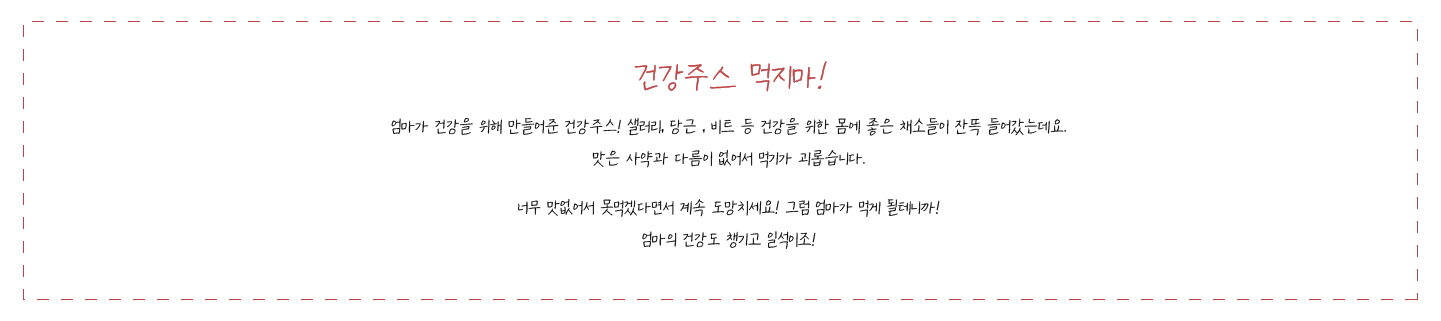 건강주스 먹지마!
엄마가 건강을 위해 만들어준 건강주스! 샐러리, 당근 , 비트 등 건강을 위한 몸에 좋은 채소들이 잔뜩 들어갔는데요.
맛은 사약과 다름이 없어서 먹기가 괴롭습니다.
너무 맛없어서 못먹겠다면서 계속 도망치세요! 그럼 엄마가 먹게 될테니까!
엄마의 건강도 챙기고 일석이조!